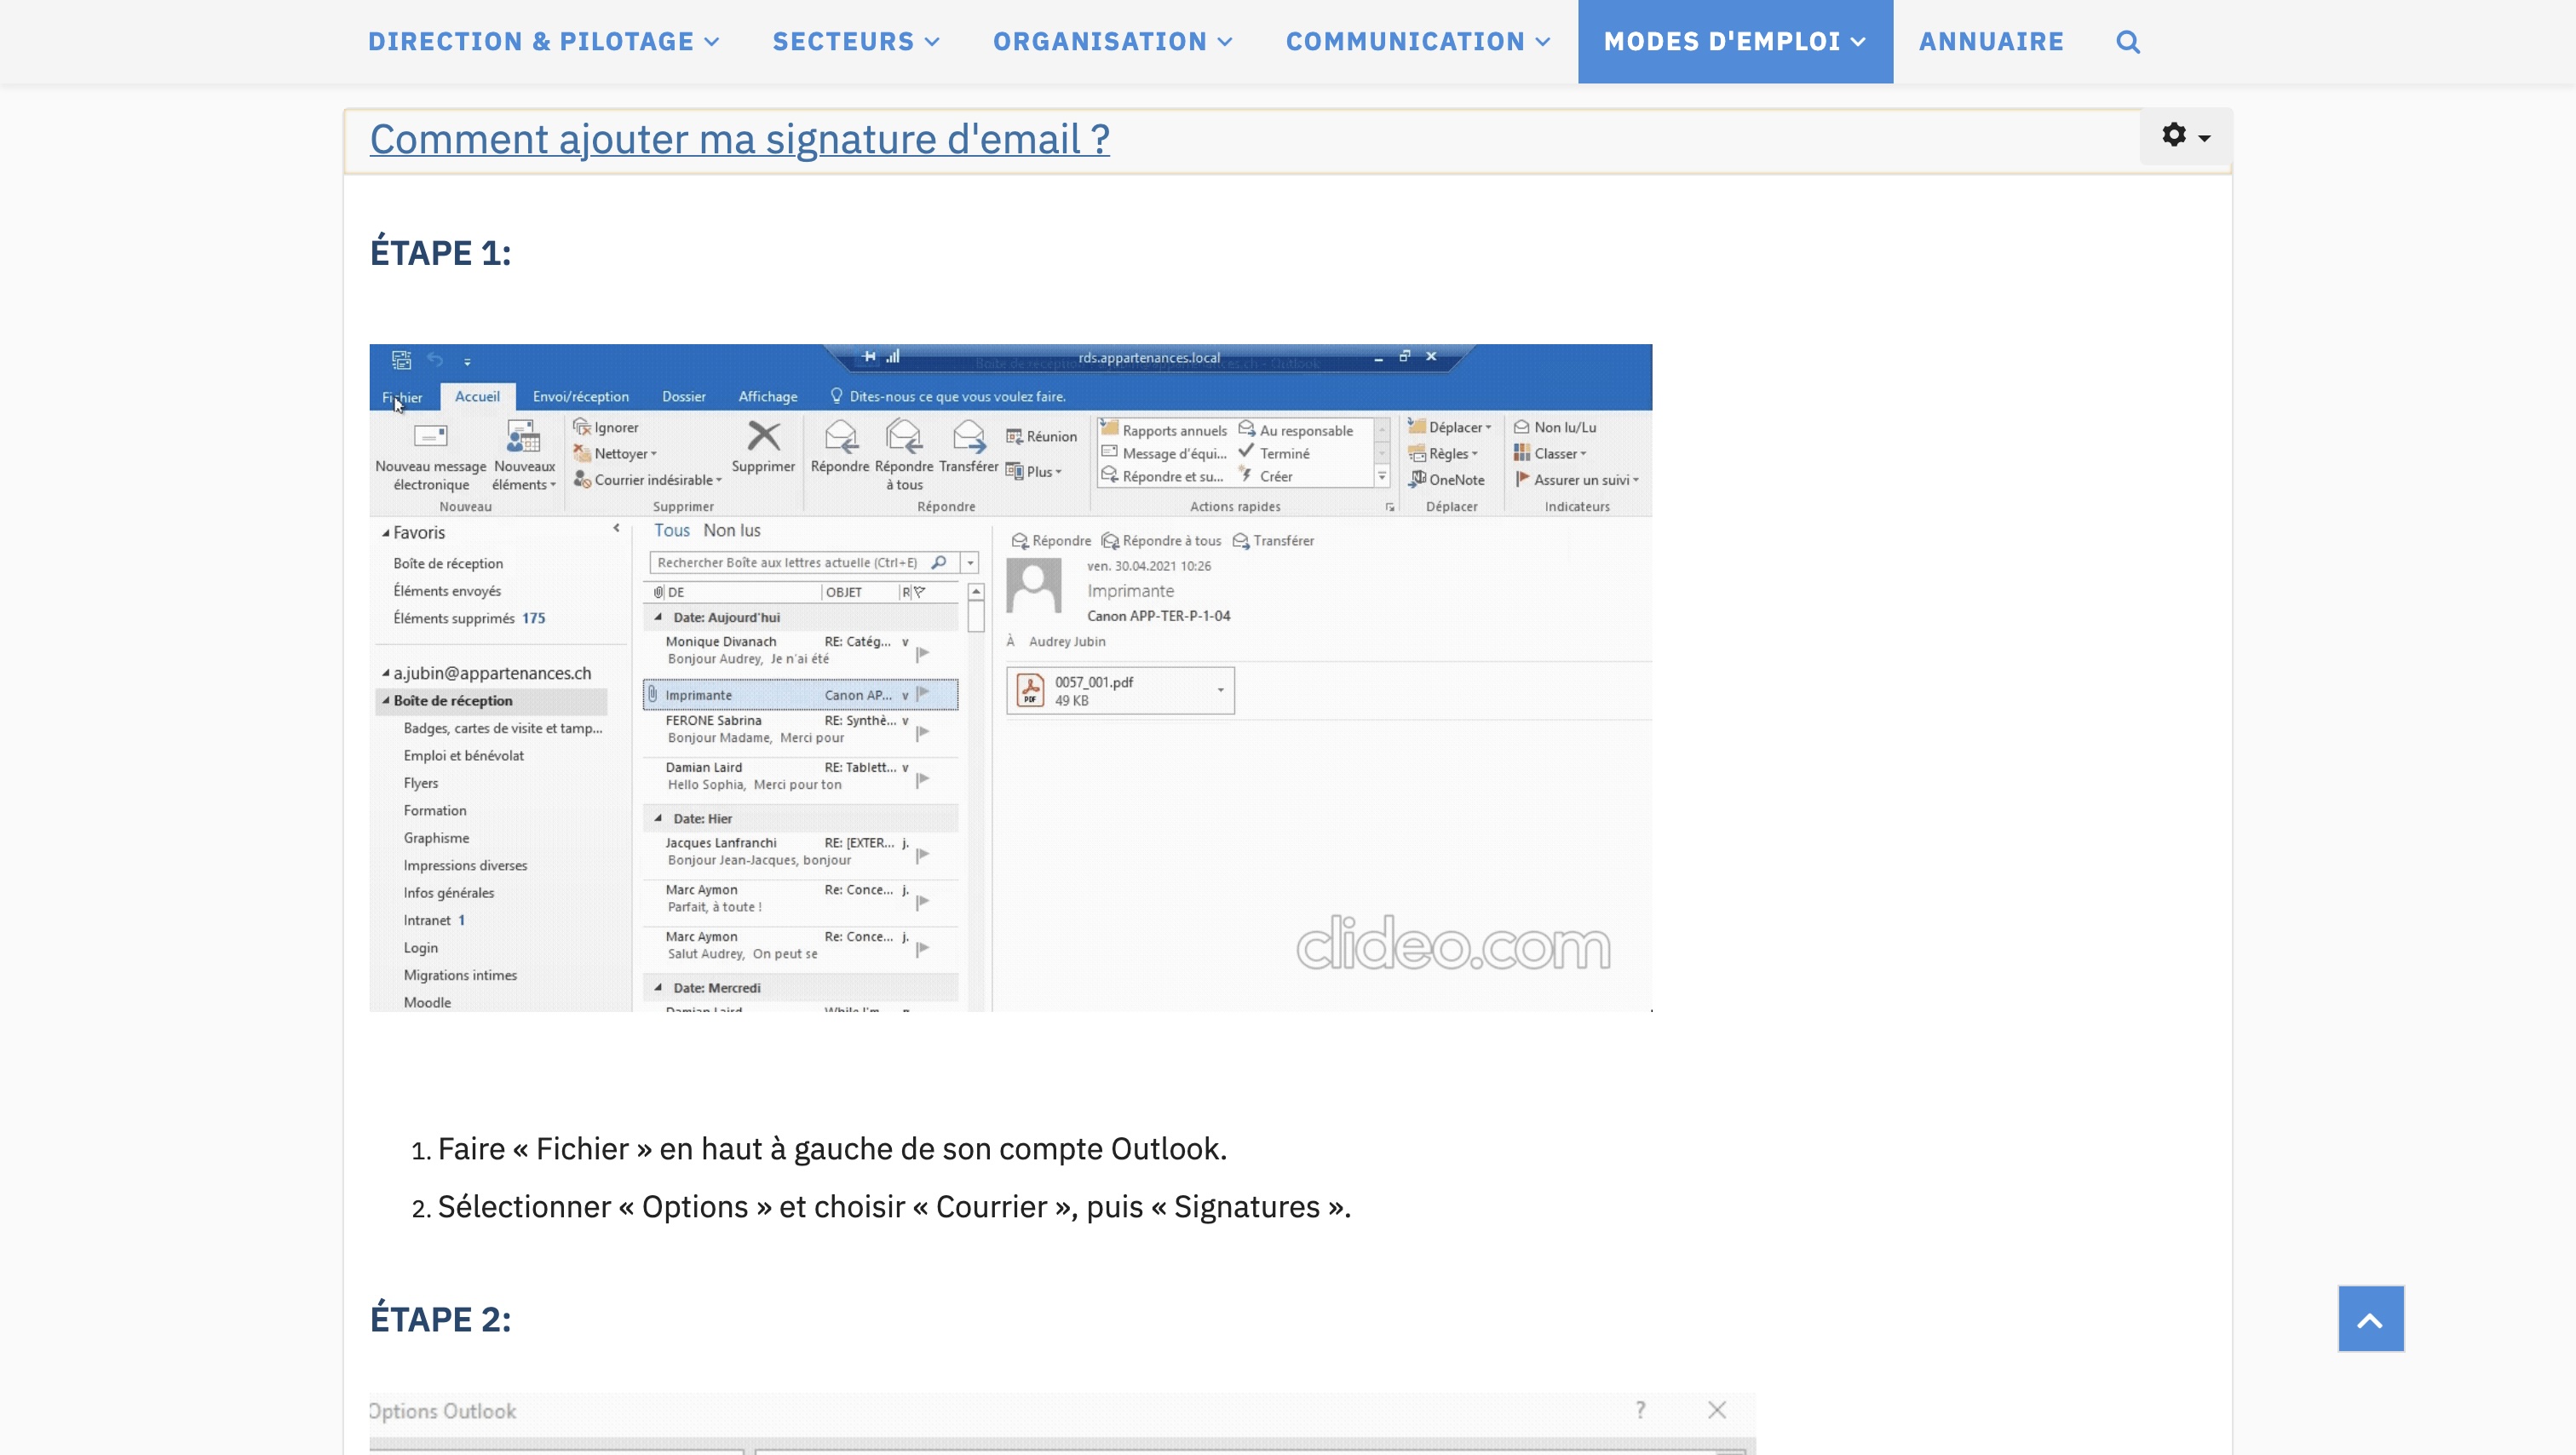 DIRECTION & PILOTAGE SECTEURS ORGANISATION COMMUNICATION MODES D'EMPLOI ANNUAIRE
Comment ajouter ma signature d'email ?
ÉTAPE 1:
rds.appartenances.local
Fichier Accueil Envoi/réception Dossier Affichage Dites-nous ce que vous voulez faire.
Nouveau message électronique
Nouveaux éléments
Nouveau
Ignorer
Nettoyer
Courrier indésirable
Supprimer
Supprimer
Répondre
Répondre à tous
Transférer
Réunion
Plus
Répondre
Rapports annuels
Message d'équi...
Répondre et su...
Au responsable
Terminé
Créer
Actions rapides
Déplacer
Règles
OneNote
Déplacer
Non lu/Lu
Classer
Assurer un suivi
Indicateurs
Favoris
Boîte de réception
Éléments envoyés
Éléments supprimés 175
a.jubin@appartenances.ch
Boîte de réception
Badges, cartes de visite et tamp...
Emploi et bénévolat
Flyers
Formation
Graphisme
Impressions diverses
Infos générales
Intranet 1
Login
Migrations intimes
Moodle
Tous Non lus
Rechercher Boîte aux lettres actuelle (Ctrl+E)
DE OBJET R
Date: Aujourd'hui
Monique Divanach RE: Catég... v
Bonjour Audrey, Je n'ai été
Imprimante Canon AP... v
FERONE Sabrina RE: Synthè... v
Bonjour Madame, Merci pour
Damian Laird RE: Tablett... v
Hello Sophia, Merci pour ton
Date: Hier
Jacques Lanfranchi RE: [EXTER... j.
Bonjour Jean-Jacques, bonjour
Marc Aymon Re: Conce... j.
Parfait, à toute !
Marc Aymon Re: Conce... j.
Salut Audrey, On peut se
Date: Mercredi
Damian Laird While I'm...
Répondre Répondre à tous Transférer
ven. 30.04.2021 10:26
Imprimante
Canon APP-TER-P-1-04
À Audrey Jubin
PDF
0057_001.pdf
49 KB
clideo.com
1. Faire « Fichier » en haut à gauche de son compte Outlook.
2. Sélectionner « Options » et choisir « Courrier », puis « Signatures ».
ÉTAPE 2:
Options Outlook ?